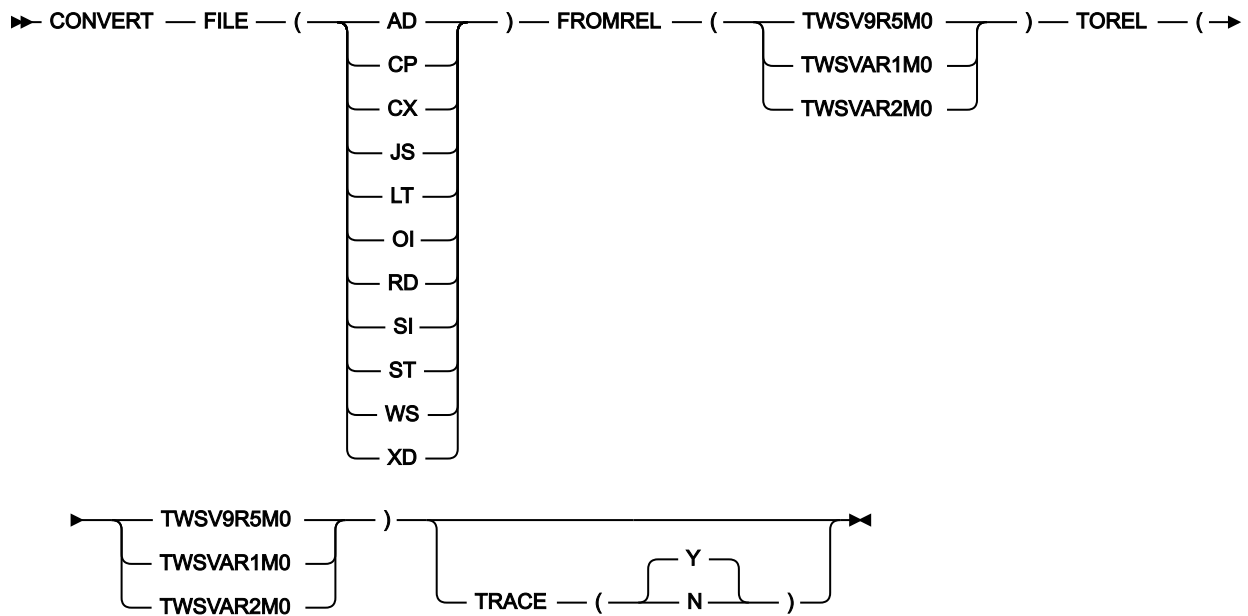 CONVERT FILE ( AD ) FROMREL ( TWSV9R5M0 ) TOREL (
CP TWSVAR1M0
CX TWSVAR2M0
JS
LT
OI
RD
SI
ST
WS
XD
TWSV9R5M0 )
TWSVAR1M0 Y
TWSVAR2M0 TRACE ( N )